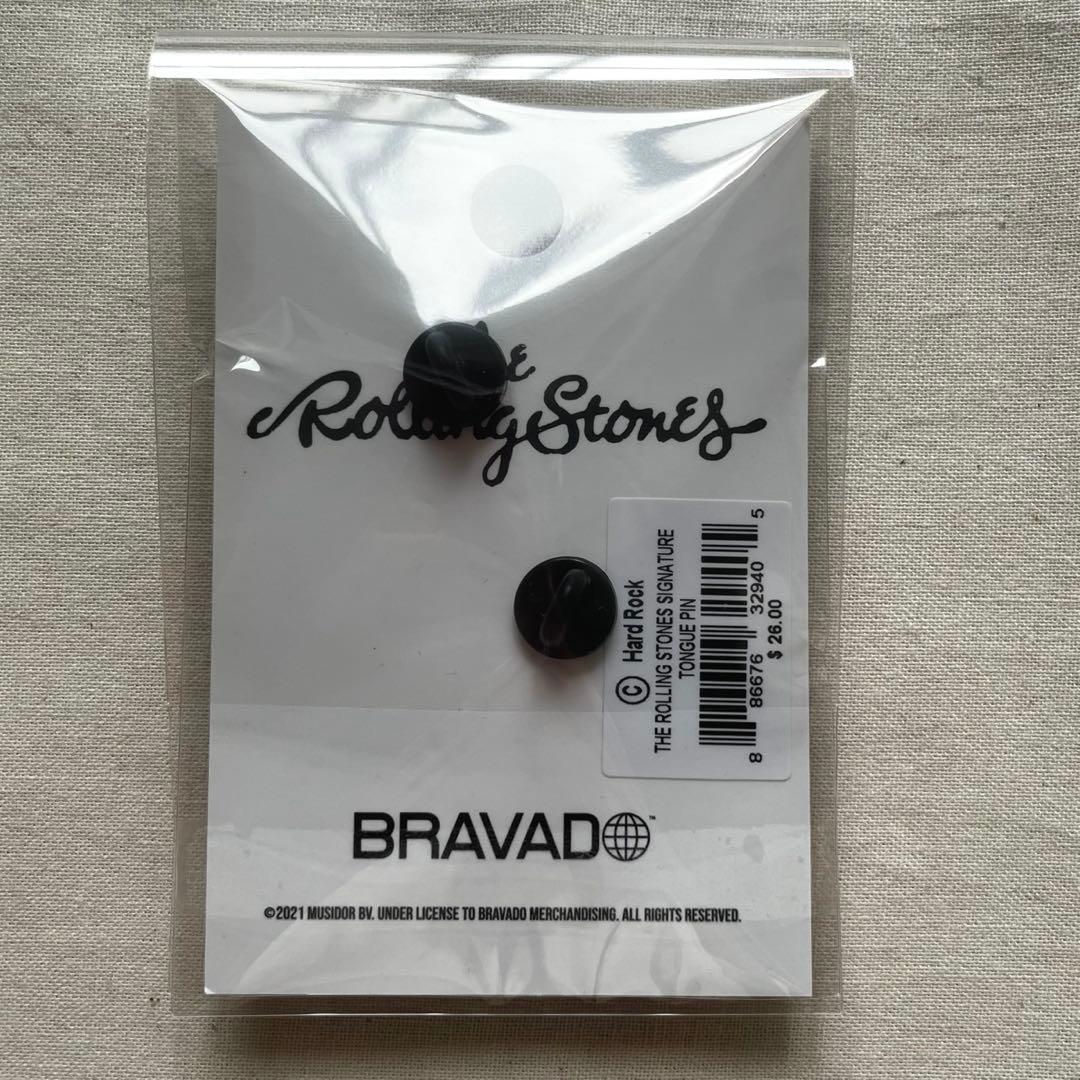 Rolling Stones
© Hard Rock
THE ROLLING STONES SIGNATURE
TONGUE PIN
8 86676 32940 5
$ 26.00
BRAVADO™
©2021 MUSIDOR BV. UNDER LICENSE TO BRAVADO MERCHANDISING. ALL RIGHTS RESERVED.